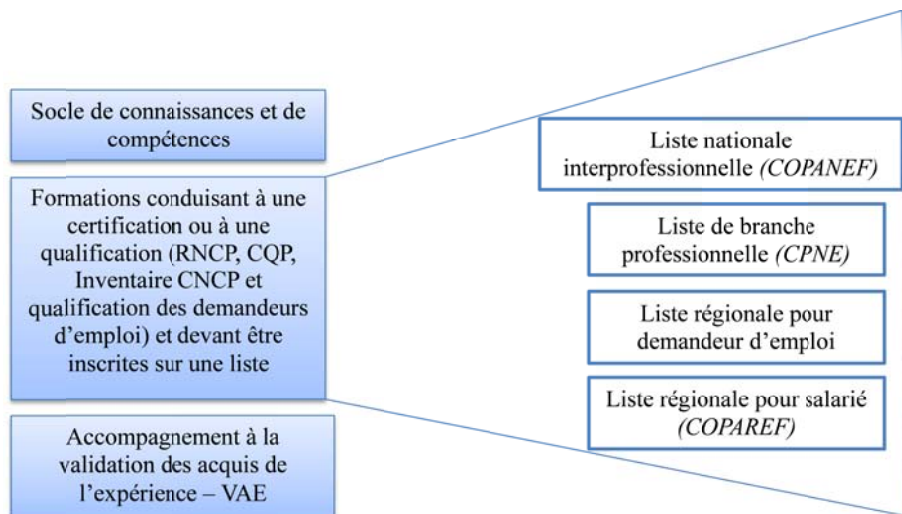 Socle de connaissances et de
compétences
Formations conduisant à une
certification ou à une
qualification (RNCP, CQP,
Inventaire CNCP et
qualification des demandeurs
d’emploi) et devant être
inscrites sur une liste
Accompagnement à la
validation des acquis de
l’expérience – VAE
Liste nationale
interprofessionnelle (COPANEF)
Liste de branche
professionnelle (CPNE)
Liste régionale pour
demandeur d’emploi
Liste régionale pour salarié
(COPAREF)